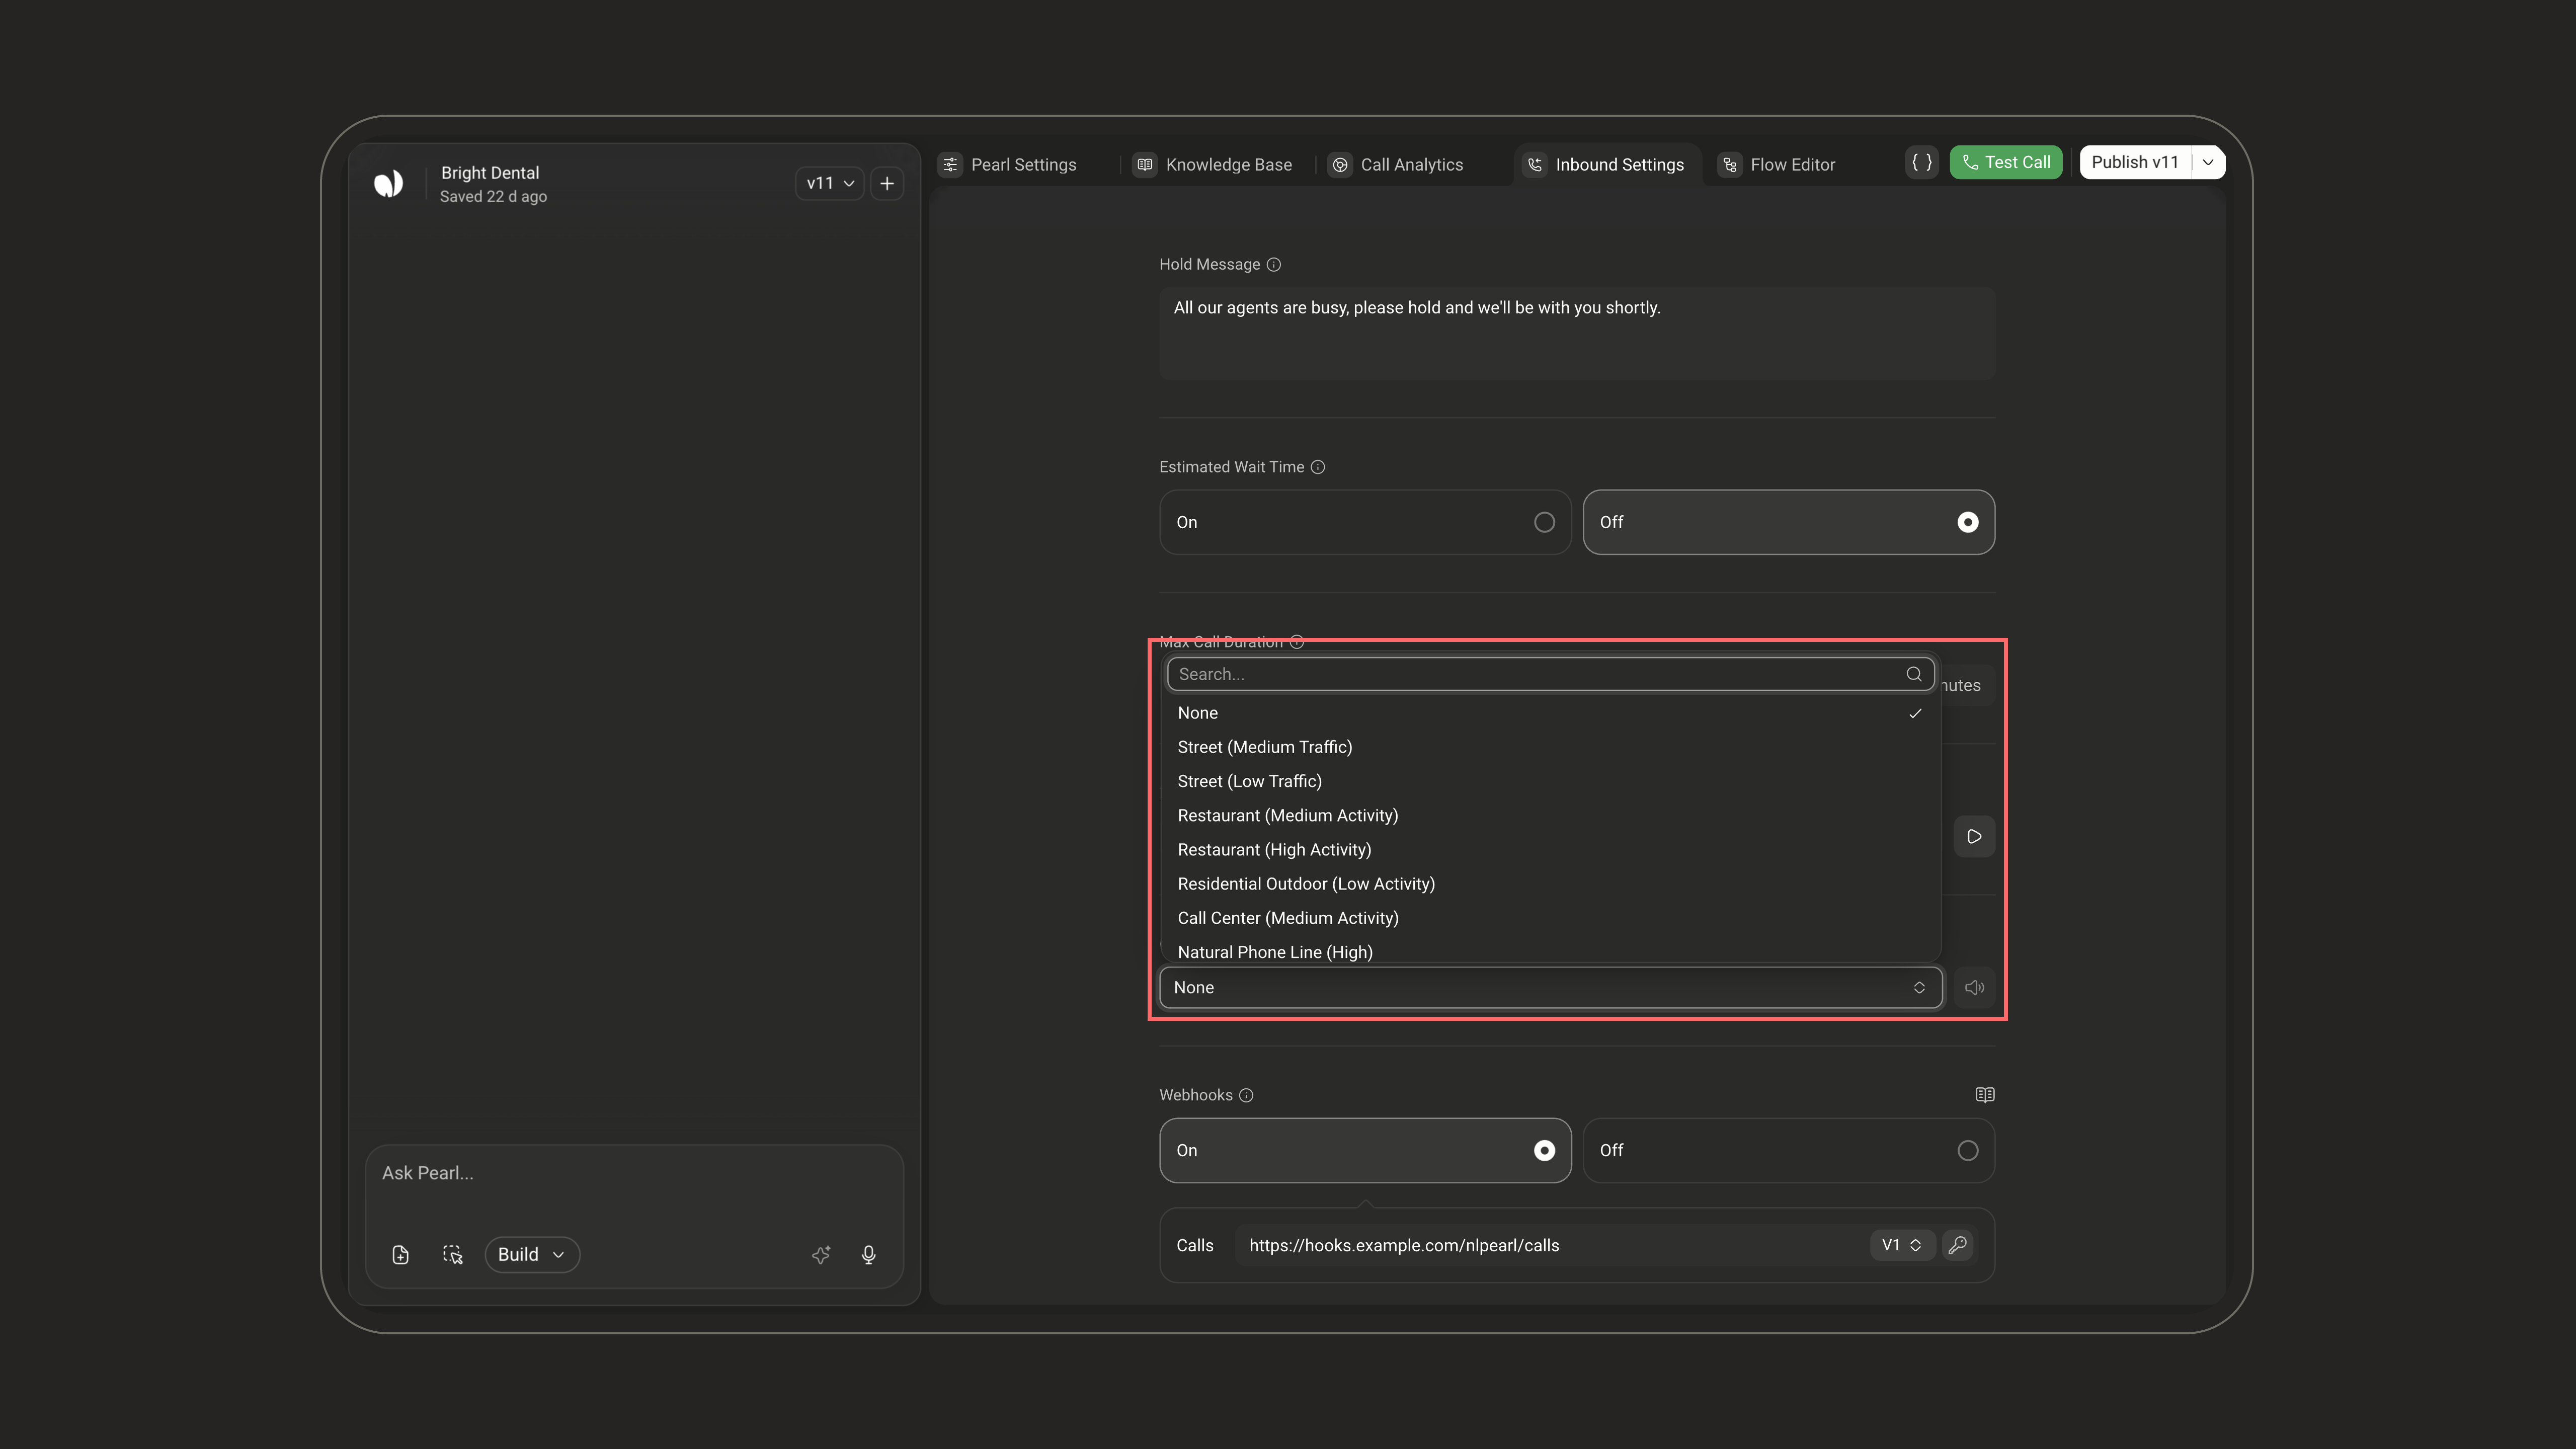 Bright Dental
Saved 22 d ago
v11
Pearl Settings
Knowledge Base
Call Analytics
Inbound Settings
Flow Editor
{ }
Test Call
Publish v11
Hold Message
All our agents are busy, please hold and we'll be with you shortly.
Estimated Wait Time
On
Off
Max Call Duration
Search...
None
Street (Medium Traffic)
Street (Low Traffic)
Restaurant (Medium Activity)
Restaurant (High Activity)
Residential Outdoor (Low Activity)
Call Center (Medium Activity)
Natural Phone Line (High)
None
Webhooks
On
Off
Calls
https://hooks.example.com/nlpearl/calls
V1
Ask Pearl...
Build